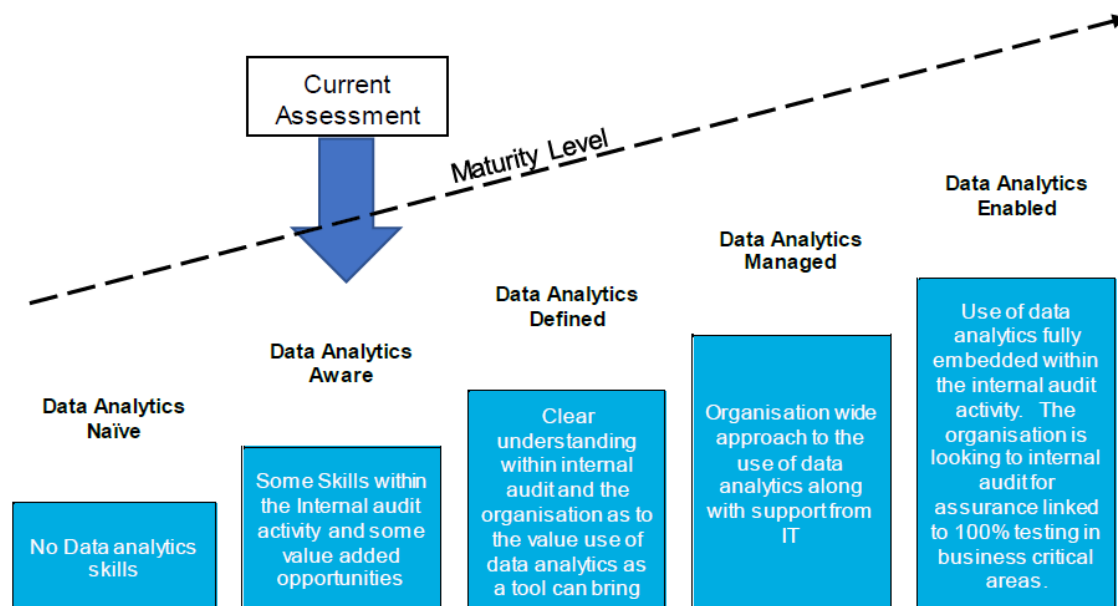 Current
Assessment
Maturity Level
Data Analytics
Enabled
Data Analytics
Managed
Data Analytics
Defined
Data Analytics
Aware
Data Analytics
Naïve
No Data analytics
skills
Some Skills within
the Internal audit
activity and some
value added
opportunities
Clear
understanding
within internal
audit and the
organisation as to
the value use of
data analytics as
a tool can bring
Organisation wide
approach to the
use of data
analytics along
with support from
IT
Use of data
analytics fully
embedded within
the internal audit
activity. The
organisation is
looking to internal
audit for
assurance linked
to 100% testing in
business critical
areas.